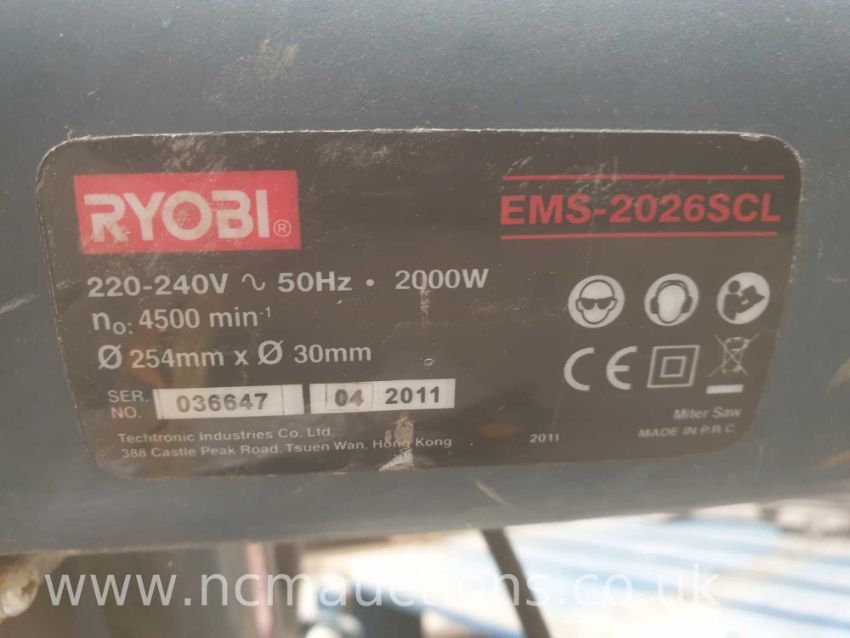 RYOBI®
EMS-2026SCL
220-240V ∿ 50Hz • 2000W
n₀: 4500 min⁻¹
Ø 254mm x Ø 30mm
SER. NO. 036647 04 2011
Techtronic Industries Co. Ltd.
388 Castle Peak Road, Tsuen Wan, Hong Kong
2011
CE
Miter Saw
MADE IN P.R.C.
www.ncmauctions.co.uk